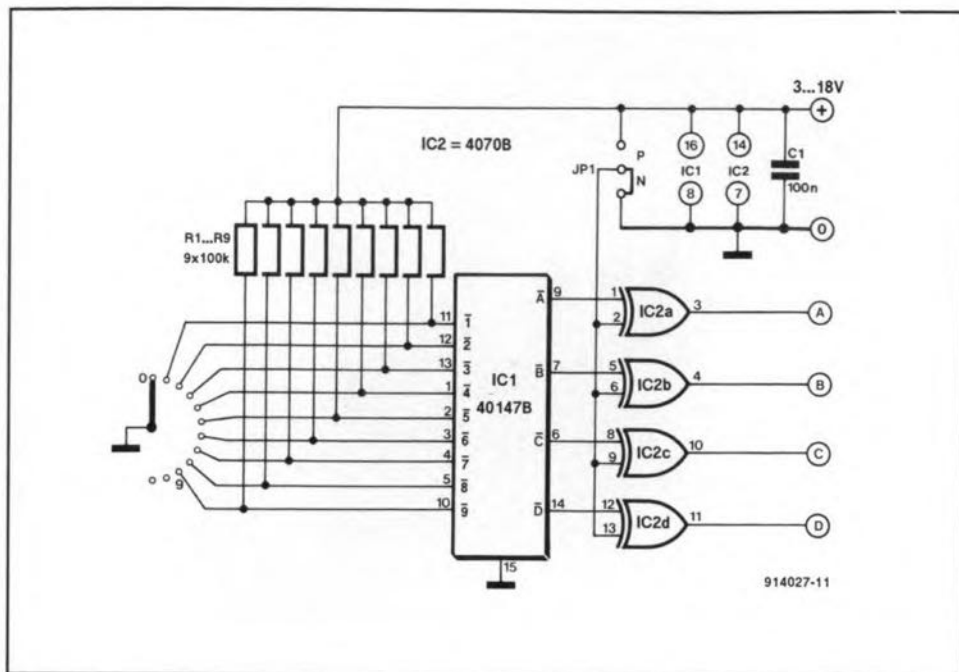 3...18V
+
IC2 = 4070B
P
JP1
N
16
14
IC1
IC2
8
7
C1
100n
0
R1...R9
9x100k
11
1̅
12
2̅
13
3̅
1
4̅
2
5̅
3
6̅
4
7̅
5
8̅
10
9̅
0
9
IC1
40147B
A̅
9
B̅
7
C̅
6
D̅
14
15
1
2
IC2a
3
A
5
6
IC2b
4
B
8
9
IC2c
10
C
12
13
IC2d
11
D
914027-11